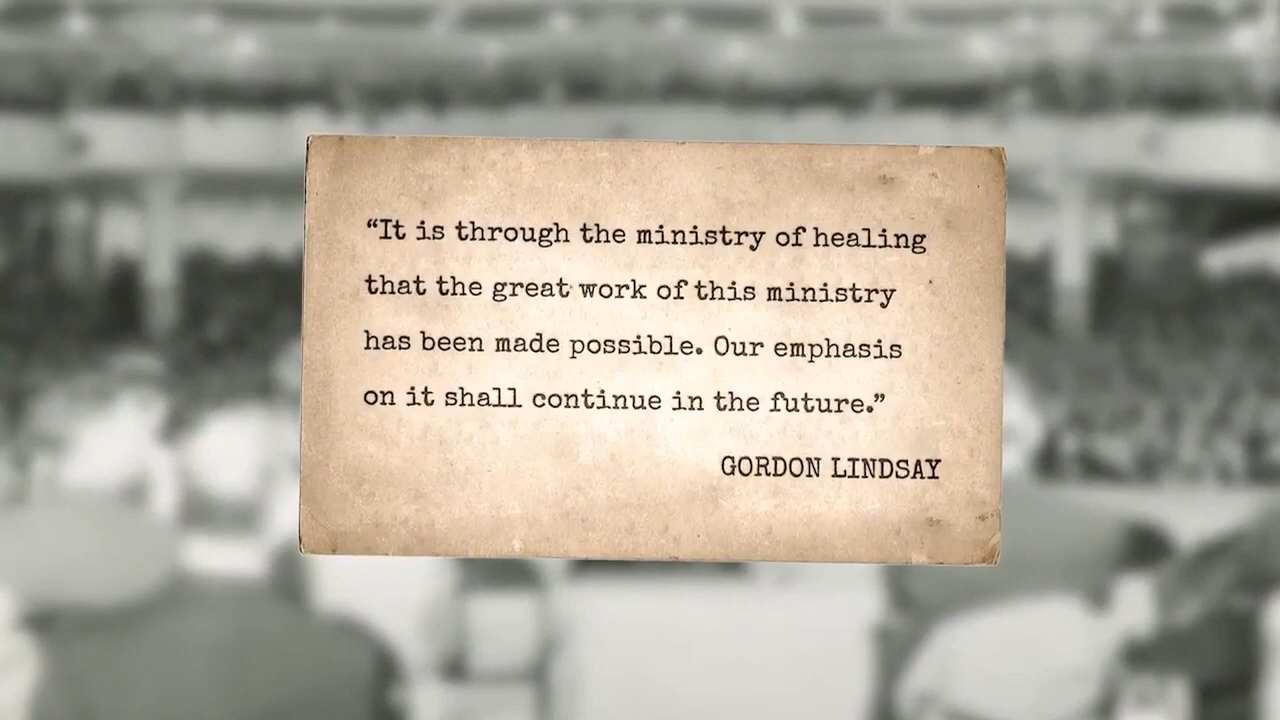 “It is through the ministry of healing
that the great work of this ministry
has been made possible. Our emphasis
on it shall continue in the future.”
GORDON LINDSAY